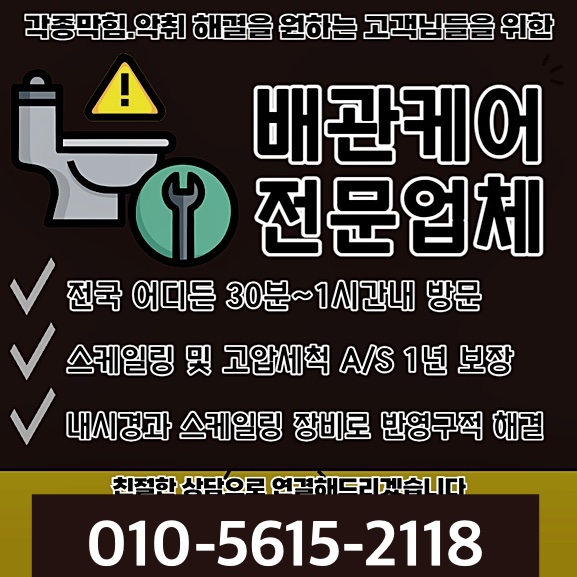 각종막힘.악취 해결을 원하는 고객님들을 위한
배관케어
전문업체
전국 어디든 30분~1시간내 방문
스케일링 및 고압세척 A/S 1년 보장
내시경과 스케일링 장비로 반영구적 해결
친절한 상담으로 연결해드리겠습니다
010-5615-2118